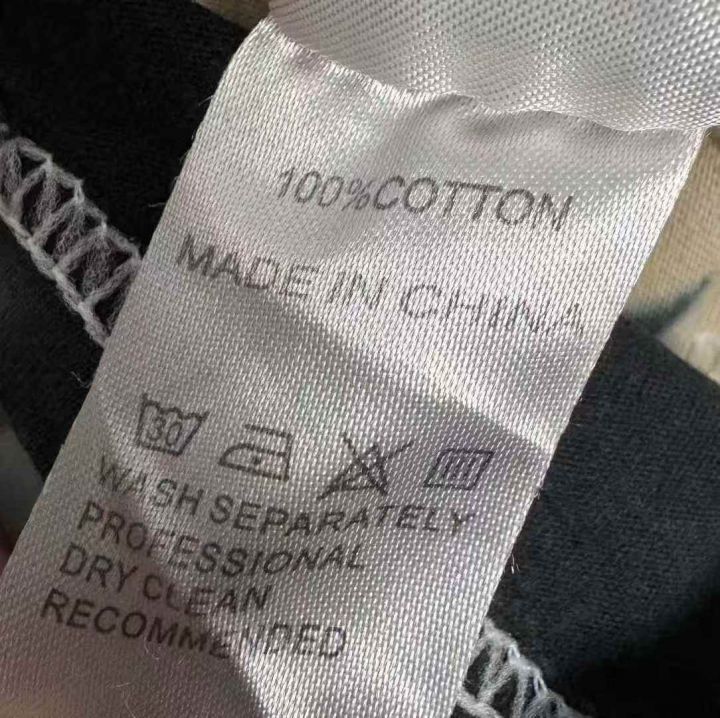 100%COTTON
MADE IN CHINA
30
WASH SEPARATELY
PROFESSIONAL
DRY CLEAN
RECOMMENDED